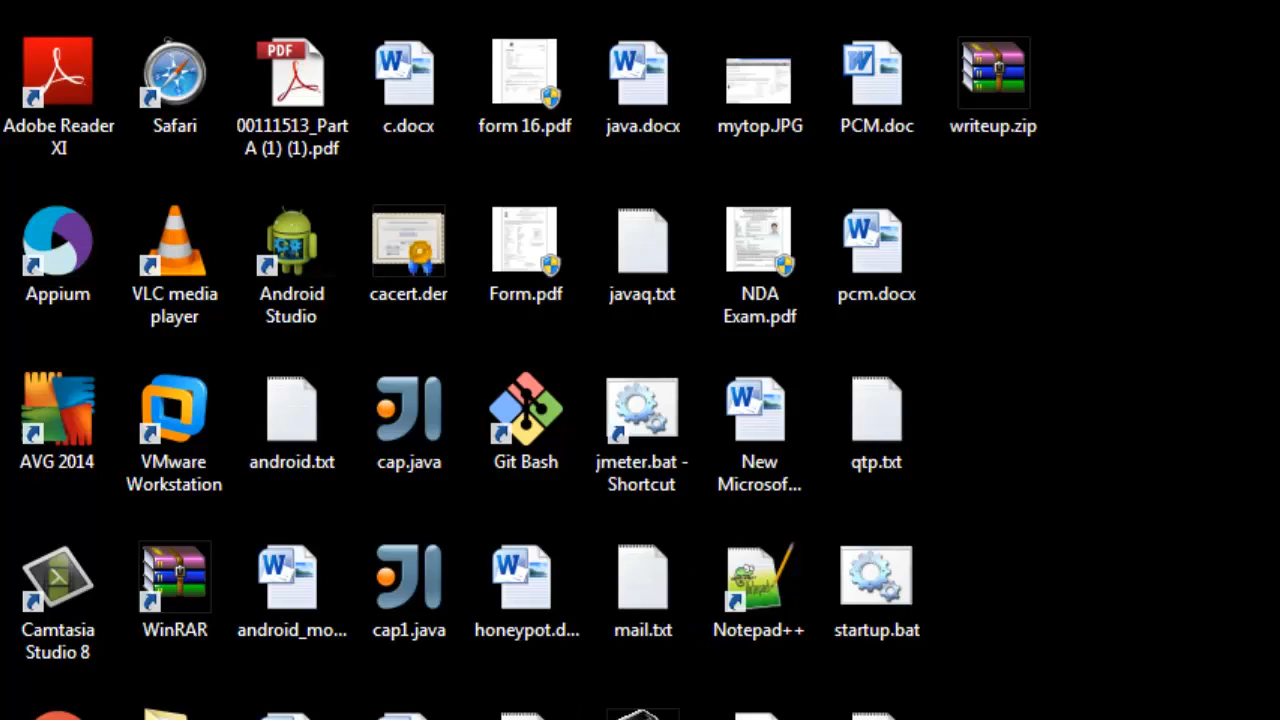 PDF
Adobe Reader
XI
Safari
00111513_Part
A (1) (1).pdf
c.docx
form 16.pdf
java.docx
mytop.JPG
PCM.doc
writeup.zip
Appium
VLC media
player
Android
Studio
cacert.der
Form.pdf
javaq.txt
NDA
Exam.pdf
pcm.docx
AVG 2014
VMware
Workstation
android.txt
cap.java
Git Bash
jmeter.bat -
Shortcut
New
Microsof...
qtp.txt
Camtasia
Studio 8
WinRAR
android_mo...
cap1.java
honeypot.d...
mail.txt
Notepad++
startup.bat